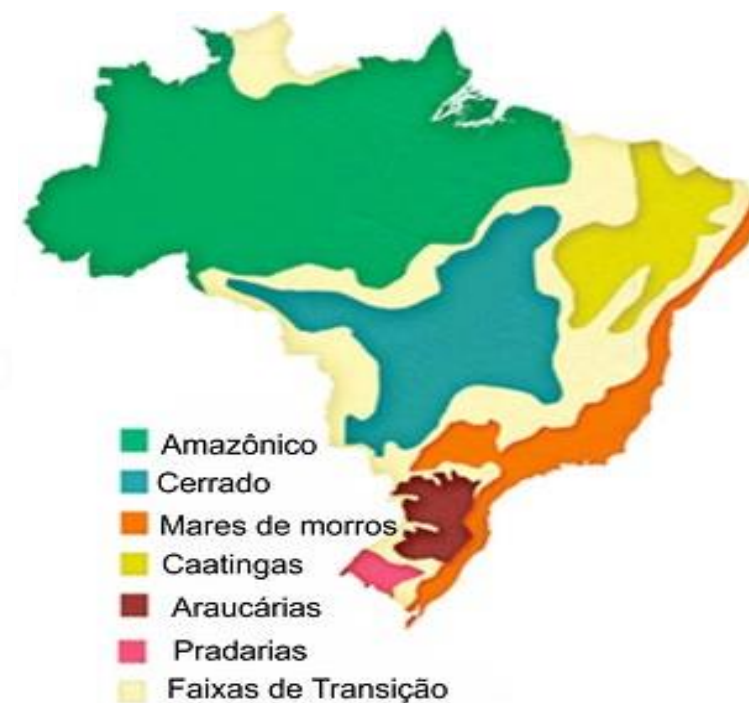 Amazônico
Cerrado
Mares de morros
Caatingas
Araucárias
Pradarias
Faixas de Transição